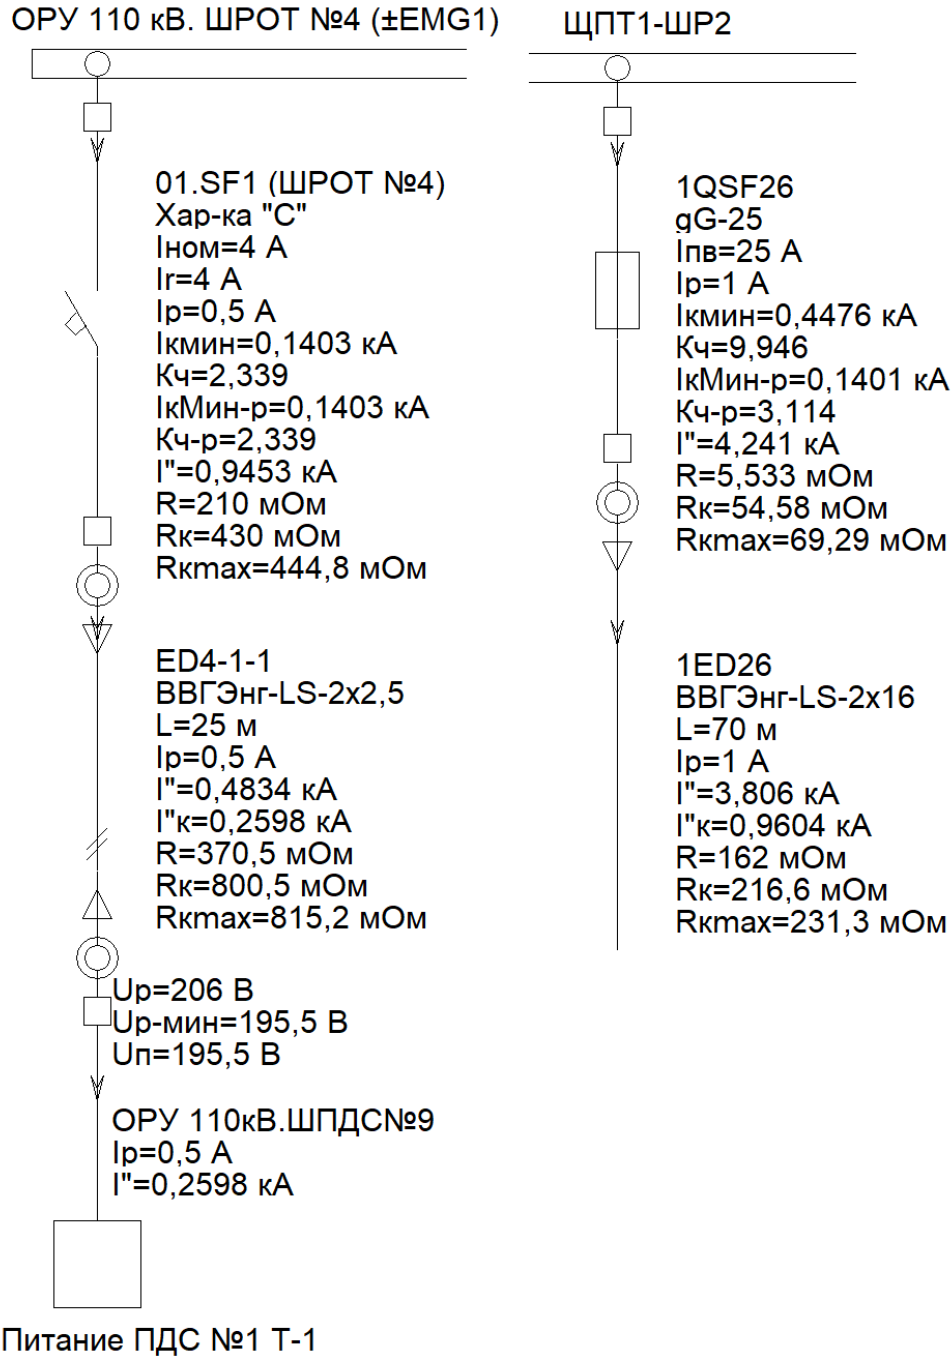 ОРУ 110 кВ. ШРОТ №4 (±EMG1)
01.SF1 (ШРОТ №4)
Хар-ка "С"
Iном=4 А
Ir=4 А
Iр=0,5 А
Iкмин=0,1403 кА
Кч=2,339
IкМин-р=0,1403 кА
Кч-р=2,339
I"=0,9453 кА
R=210 мОм
Rк=430 мОм
Rкmax=444,8 мОм
ED4-1-1
ВВГЭнг-LS-2х2,5
L=25 м
Iр=0,5 А
I"=0,4834 кА
I"к=0,2598 кА
R=370,5 мОм
Rк=800,5 мОм
Rкmax=815,2 мОм
Uр=206 В
Uр-мин=195,5 В
Uп=195,5 В
ОРУ 110кВ.ШПДС№9
Iр=0,5 А
I"=0,2598 кА
Питание ПДС №1 Т-1
ЩПТ1-ШР2
1QSF26
gG-25
Iпв=25 А
Iр=1 А
Iкмин=0,4476 кА
Кч=9,946
IкМин-р=0,1401 кА
Кч-р=3,114
I"=4,241 кА
R=5,533 мОм
Rк=54,58 мОм
Rкmax=69,29 мОм
1ED26
ВВГЭнг-LS-2х16
L=70 м
Iр=1 А
I"=3,806 кА
I"к=0,9604 кА
R=162 мОм
Rк=216,6 мОм
Rкmax=231,3 мОм